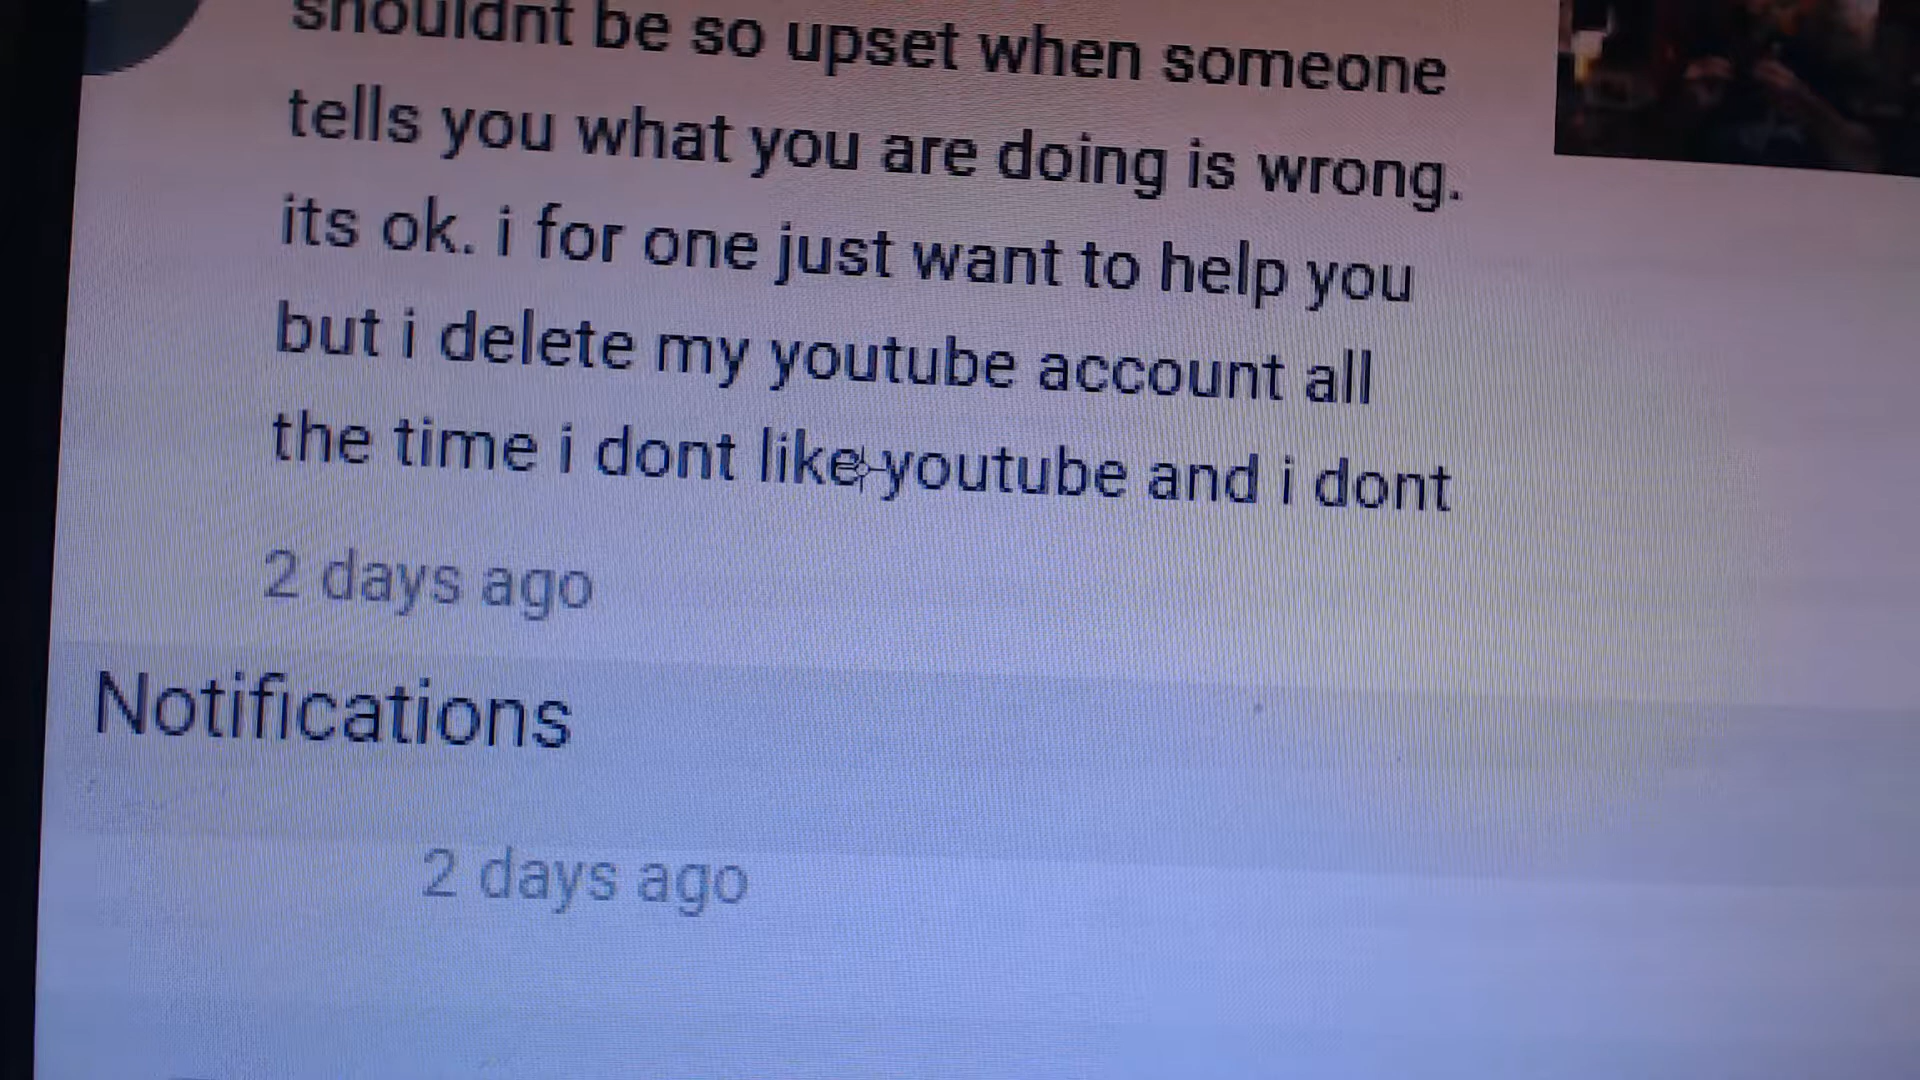 shouldnt be so upset when someone
tells you what you are doing is wrong.
its ok. i for one just want to help you
but i delete my youtube account all
the time i dont like youtube and i dont
2 days ago
Notifications
2 days ago